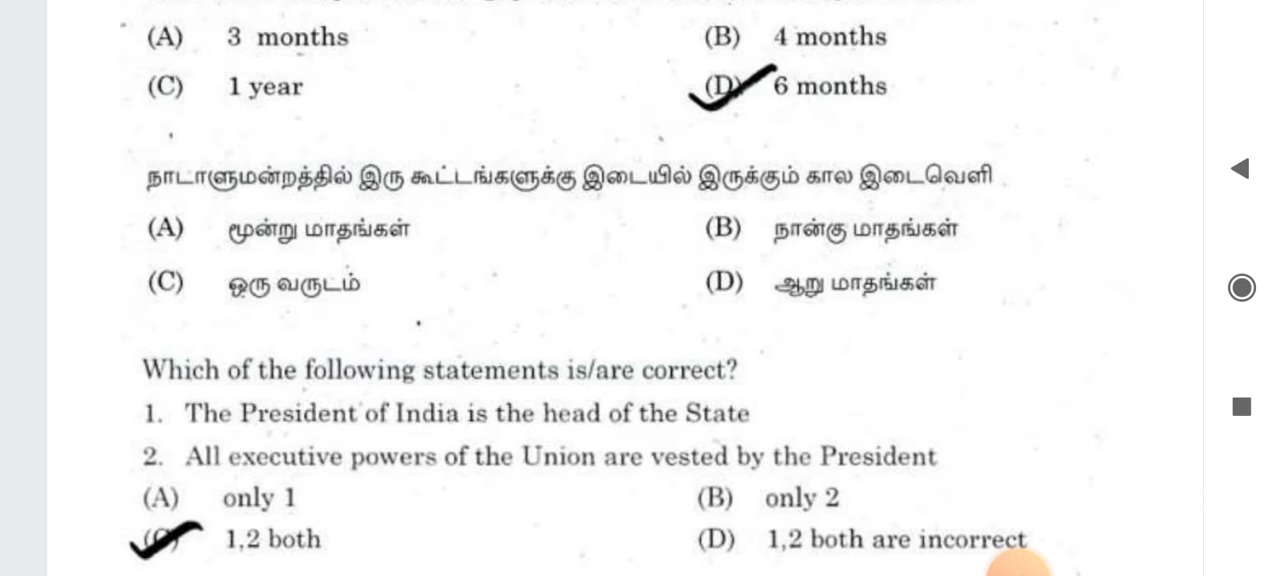 (A) 3 months (B) 4 months
(C) 1 year (D) 6 months
நாடாளுமன்றத்தில் இரு கூட்டங்களுக்கு இடையில் இருக்கும் கால இடைவெளி
(A) மூன்று மாதங்கள் (B) நான்கு மாதங்கள்
(C) ஒரு வருடம் (D) ஆறு மாதங்கள்
Which of the following statements is/are correct?
1. The President of India is the head of the State
2. All executive powers of the Union are vested by the President
(A) only 1 (B) only 2
(C) 1,2 both (D) 1,2 both are incorrect